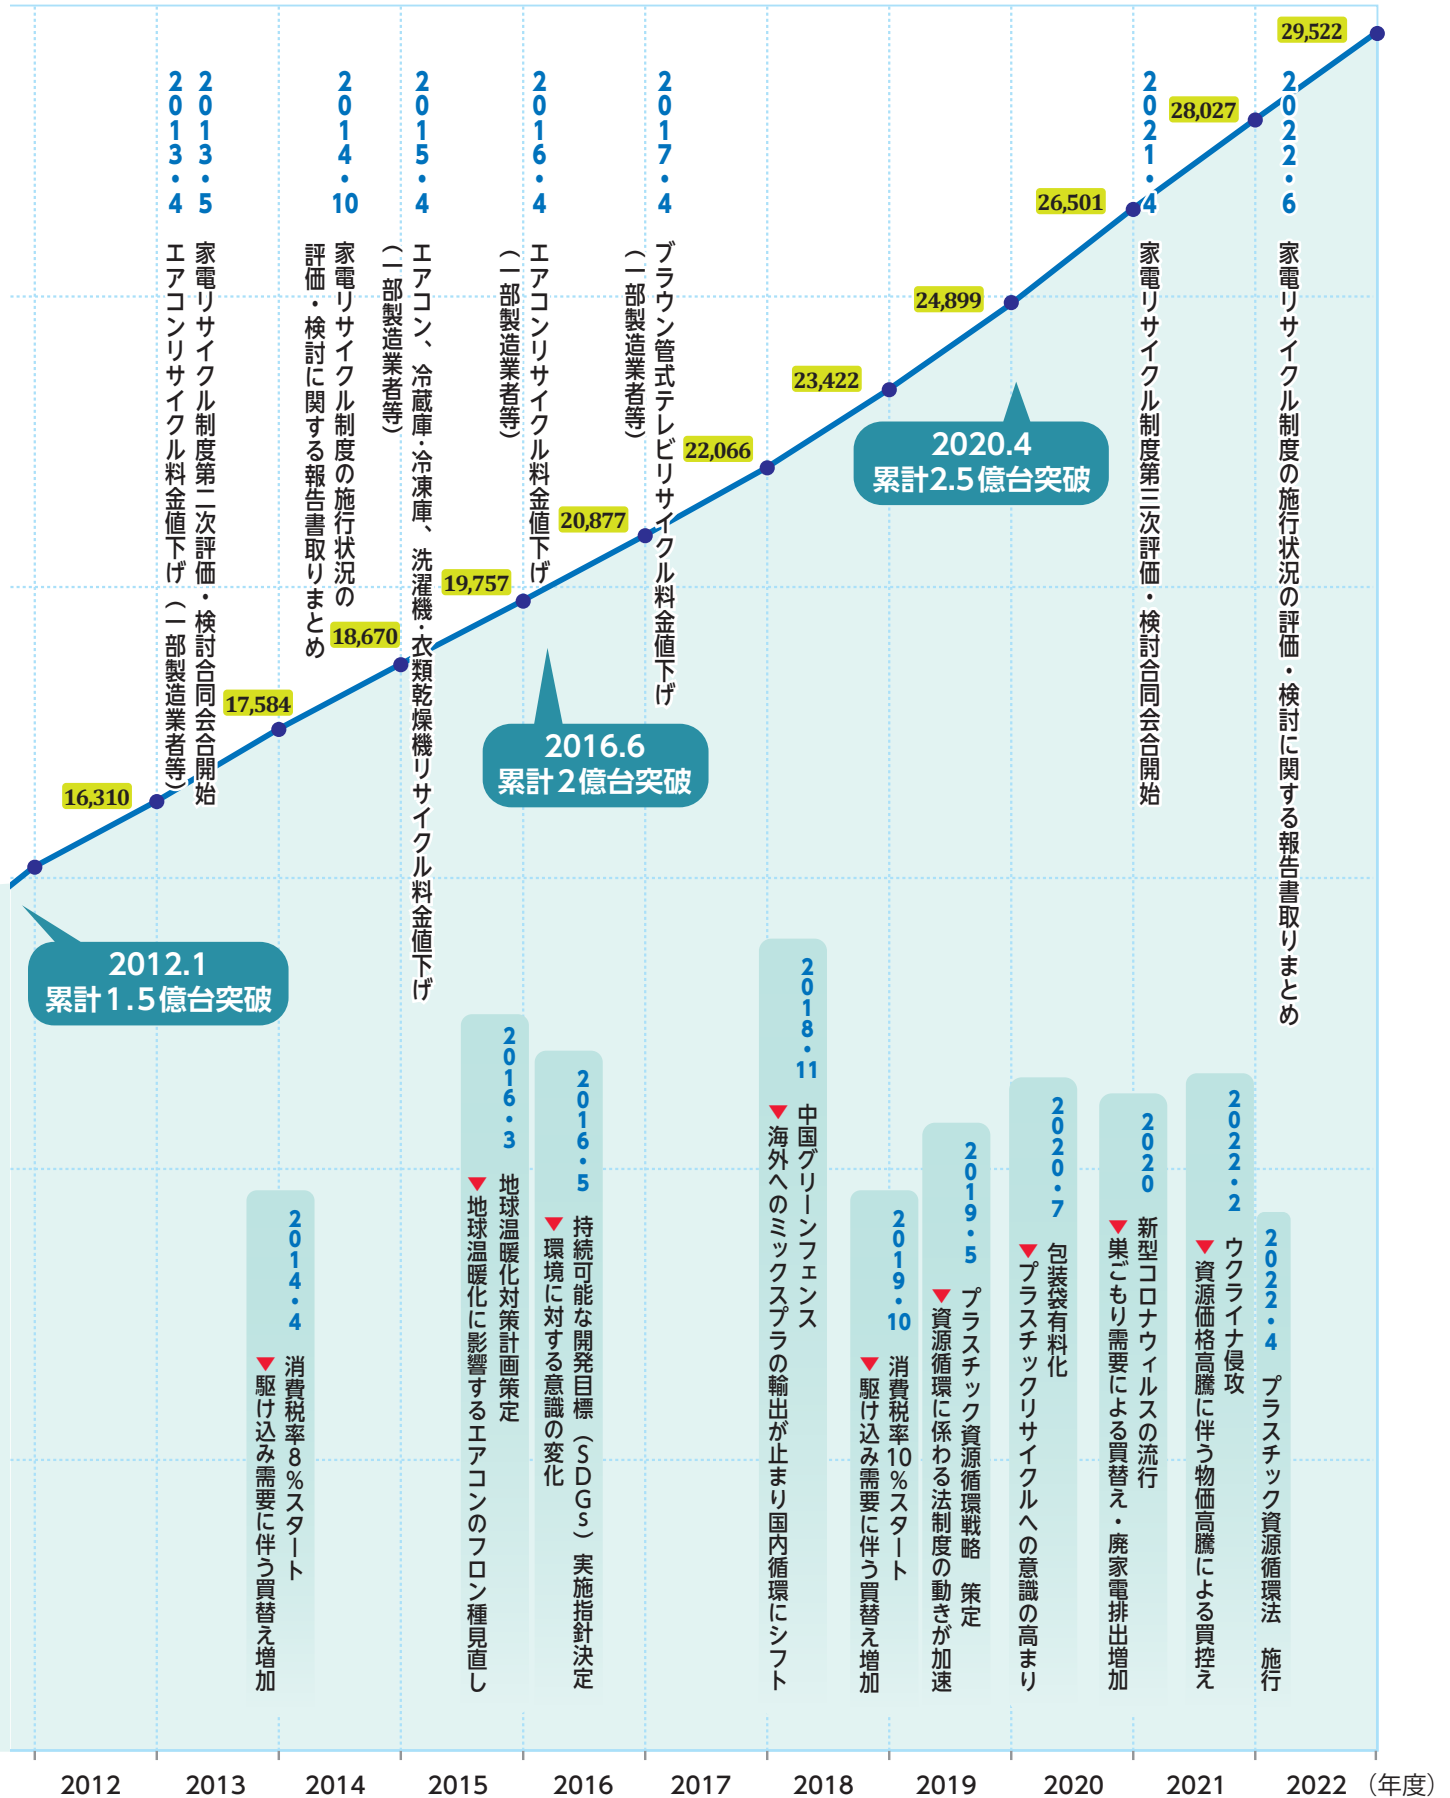 29,522
28,027
26,501
24,899
23,422
22,066
20,877
19,757
18,670
17,584
16,310
2013・4 エアコンリサイクル料金値下げ（一部製造業者等）
2013・5 家電リサイクル制度第二次評価・検討合同会合開始
2014・10 家電リサイクル制度の施行状況の
評価・検討に関する報告書取りまとめ
2015・4 エアコン、冷蔵庫・冷凍庫、洗濯機・衣類乾燥機リサイクル料金値下げ
（一部製造業者等）
2016・4 エアコンリサイクル料金値下げ
（一部製造業者等）
2017・4 ブラウン管式テレビリサイクル料金値下げ
（一部製造業者等）
2021・4 家電リサイクル制度第三次評価・検討合同会合開始
2022・6 家電リサイクル制度の施行状況の評価・検討に関する報告書取りまとめ
2012.1
累計1.5億台突破
2016.6
累計2億台突破
2020.4
累計2.5億台突破
2014・4 消費税率8％スタート
▼駆け込み需要に伴う買替え増加
2016・3 地球温暖化対策計画策定
▼地球温暖化に影響するエアコンのフロン種見直し
2016・5 持続可能な開発目標（SDGs）実施指針決定
▼環境に対する意識の変化
2018・11 中国グリーンフェンス
▼海外へのミックスプラの輸出が止まり国内循環にシフト
2019・10 消費税率10％スタート
▼駆け込み需要に伴う買替え増加
2019・5 プラスチック資源循環戦略 策定
▼資源循環に係わる法制度の動きが加速
2020・7 包装袋有料化
▼プラスチックリサイクルへの意識の高まり
2020 新型コロナウィルスの流行
▼巣ごもり需要による買替え・廃家電排出増加
2022・2 ウクライナ侵攻
▼資源価格高騰に伴う物価高騰による買控え
2022・4 プラスチック資源循環法 施行
2012 2013 2014 2015 2016 2017 2018 2019 2020 2021 2022 （年度）